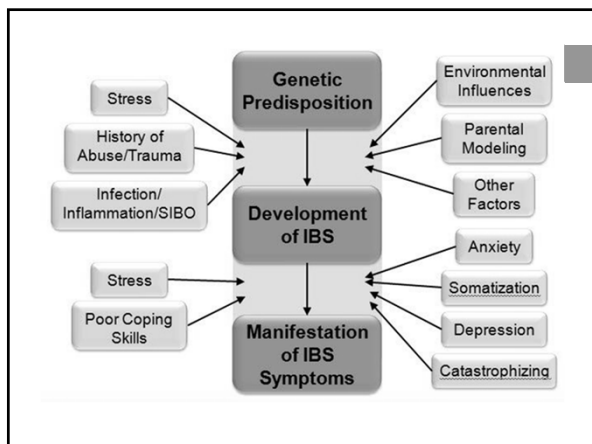 Genetic
Predisposition
Stress
History of
Abuse/Trauma
Infection/
Inflammation/SIBO
Environmental
Influences
Parental
Modeling
Other
Factors
Development
of IBS
Stress
Poor Coping
Skills
Anxiety
Somatization
Depression
Catastrophizing
Manifestation
of IBS
Symptoms